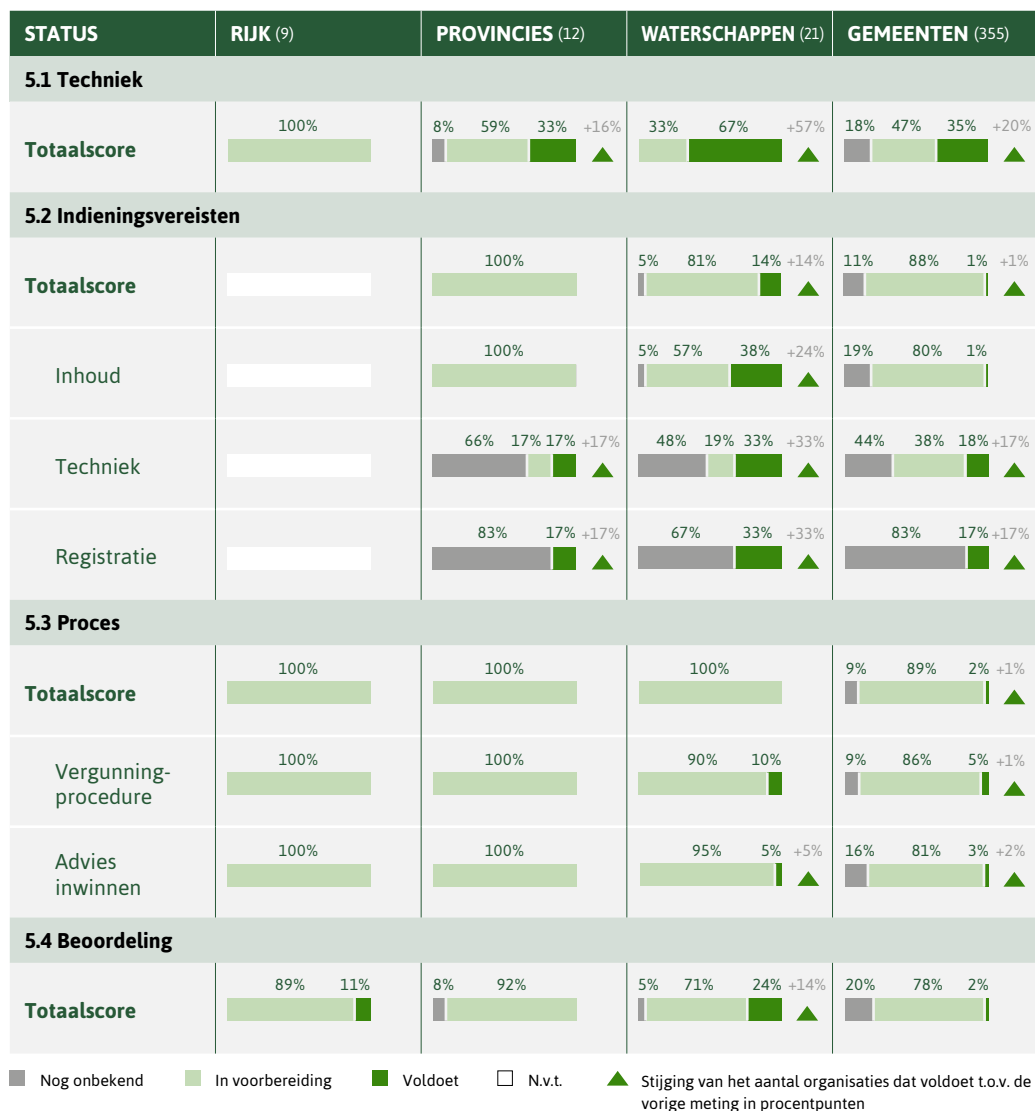 STATUS RIJK (9) PROVINCIES (12) WATERSCHAPPEN (21) GEMEENTEN (355)
5.1 Techniek
100% 8% 59% 33% +16% 33% 67% +57% 18% 47% 35% +20%
Totaalscore
5.2 Indieningsvereisten
100% 5% 81% 14% +14% 11% 88% 1% +1%
Totaalscore
100% 5% 57% 38% +24% 19% 80% 1%
Inhoud
66% 17% 17% +17% 48% 19% 33% +33% 44% 38% 18% +17%
Techniek
83% 17% +17% 67% 33% +33% 83% 17% +17%
Registratie
5.3 Proces
100% 100% 100% 9% 89% 2% +1%
Totaalscore
100% 100% 90% 10% 9% 86% 5% +1%
Vergunning-
procedure
100% 100% 95% 5% +5% 16% 81% 3% +2%
Advies
inwinnen
5.4 Beoordeling
89% 11% 8% 92% 5% 71% 24% +14% 20% 78% 2%
Totaalscore
Nog onbekend In voorbereiding Voldoet N.v.t. Stijging van het aantal organisaties dat voldoet t.o.v. de
vorige meting in procentpunten